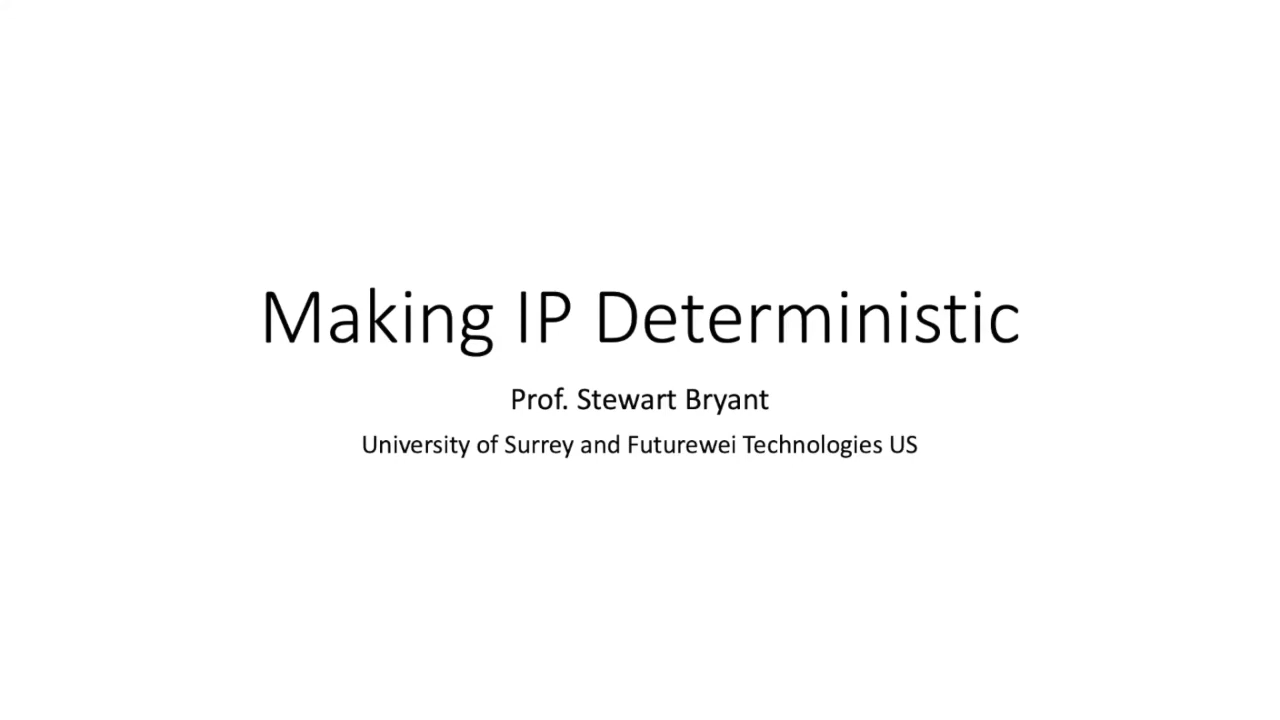 Making IP Deterministic
Prof. Stewart Bryant
University of Surrey and Futurewei Technologies US